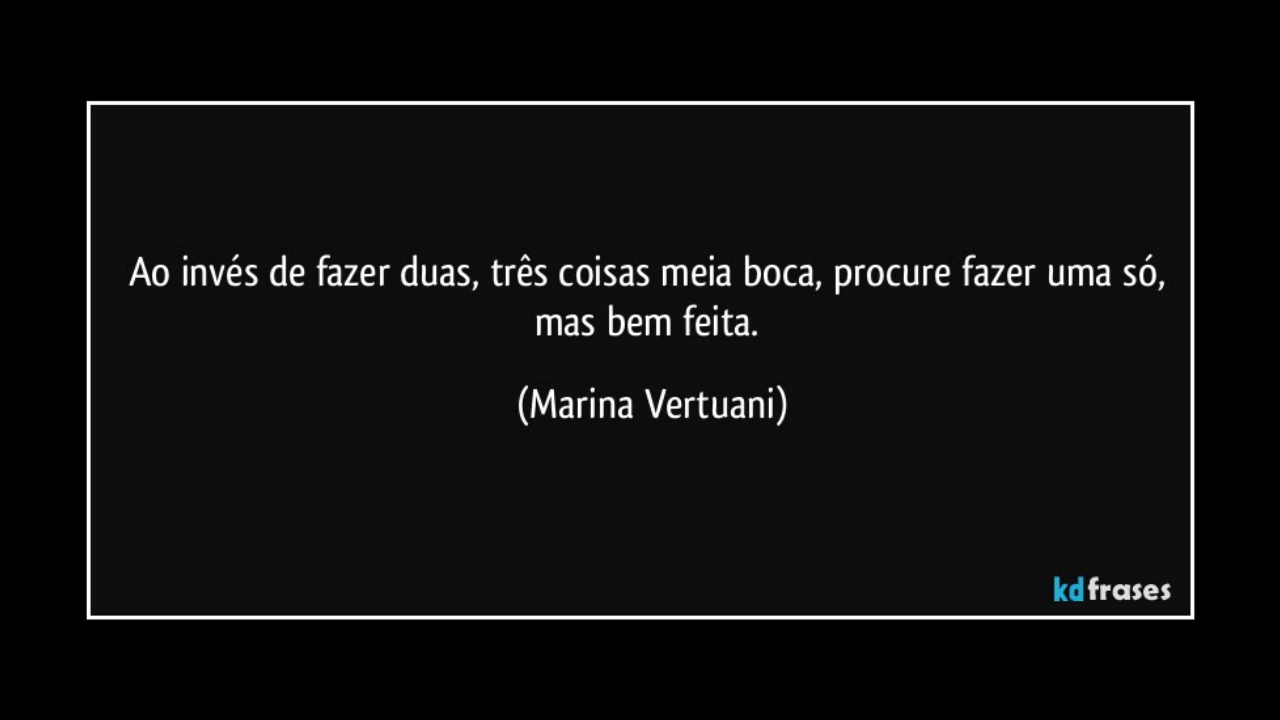 Ao invés de fazer duas, três coisas meia boca, procure fazer uma só,
mas bem feita.
(Marina Vertuani)
kdfrases